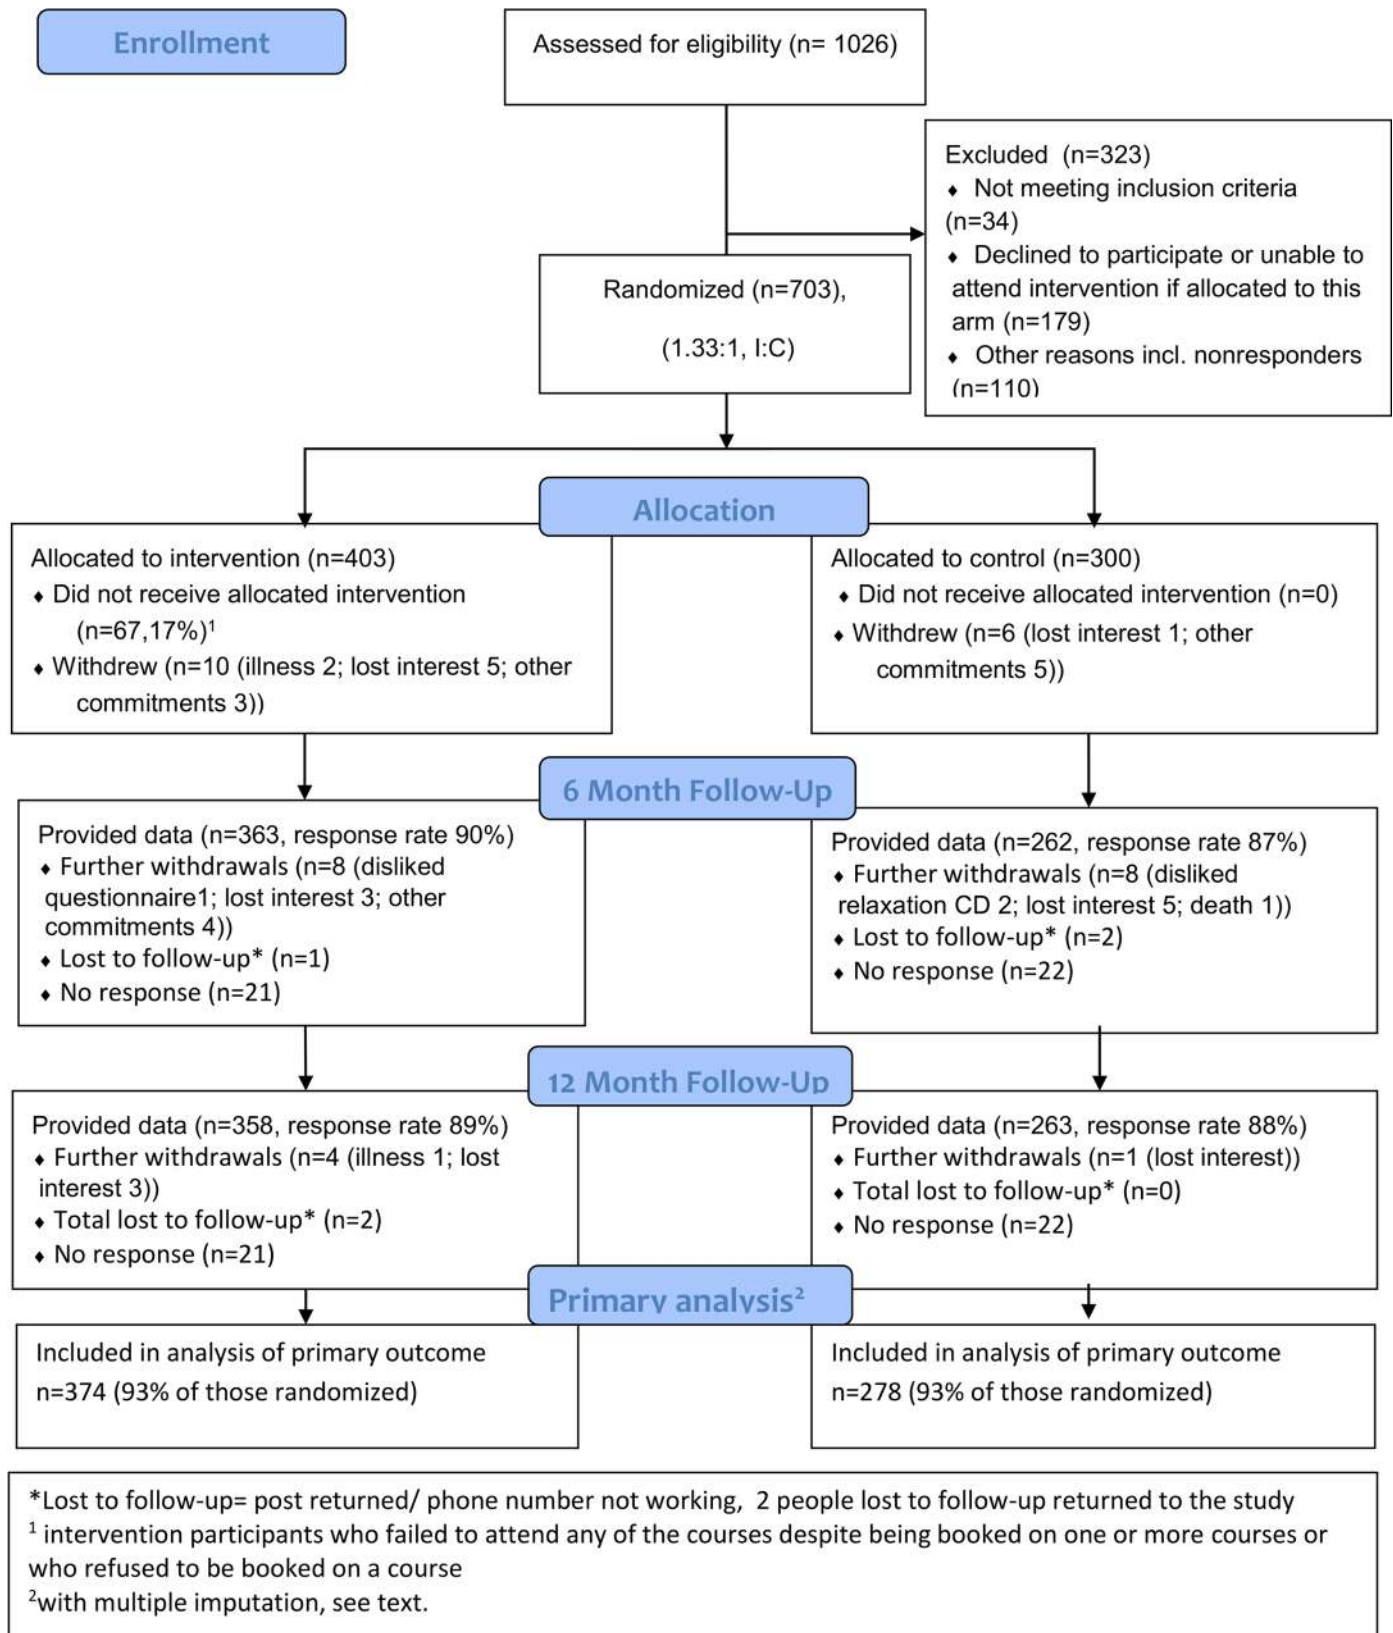 Enrollment
Assessed for eligibility (n= 1026)
Excluded (n=323)
♦ Not meeting inclusion criteria
(n=34)
♦ Declined to participate or unable to
attend intervention if allocated to this
arm (n=179)
♦ Other reasons incl. nonresponders
(n=110)
Randomized (n=703),
(1.33:1, I:C)
Allocation
Allocated to intervention (n=403)
♦ Did not receive allocated intervention
(n=67,17%)¹
♦ Withdrew (n=10 (illness 2; lost interest 5; other
commitments 3))
Allocated to control (n=300)
♦ Did not receive allocated intervention (n=0)
♦ Withdrew (n=6 (lost interest 1; other
commitments 5))
6 Month Follow-Up
Provided data (n=363, response rate 90%)
♦ Further withdrawals (n=8 (disliked
questionnaire1; lost interest 3; other
commitments 4))
♦ Lost to follow-up* (n=1)
♦ No response (n=21)
Provided data (n=262, response rate 87%)
♦ Further withdrawals (n=8 (disliked
relaxation CD 2; lost interest 5; death 1))
♦ Lost to follow-up* (n=2)
♦ No response (n=22)
12 Month Follow-Up
Provided data (n=358, response rate 89%)
♦ Further withdrawals (n=4 (illness 1; lost
interest 3))
♦ Total lost to follow-up* (n=2)
♦ No response (n=21)
Provided data (n=263, response rate 88%)
♦ Further withdrawals (n=1 (lost interest))
♦ Total lost to follow-up* (n=0)
♦ No response (n=22)
Primary analysis²
Included in analysis of primary outcome
n=374 (93% of those randomized)
Included in analysis of primary outcome
n=278 (93% of those randomized)
*Lost to follow-up= post returned/ phone number not working, 2 people lost to follow-up returned to the study
¹ intervention participants who failed to attend any of the courses despite being booked on one or more courses or
who refused to be booked on a course
²with multiple imputation, see text.